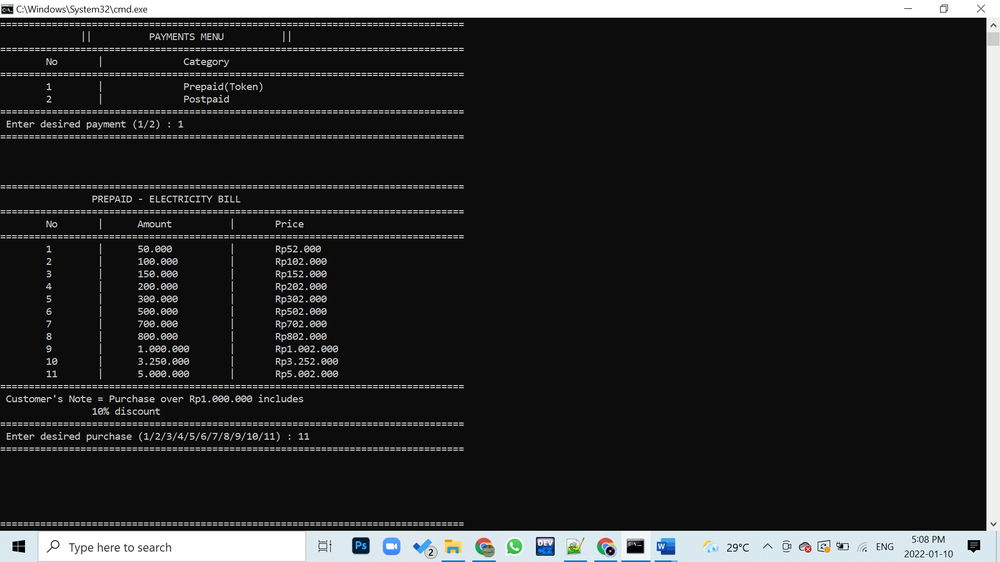 C:\Windows\System32\cmd.exe
=================================================================================
|| PAYMENTS MENU ||
=================================================================================
No | Category
=================================================================================
1 | Prepaid(Token)
2 | Postpaid
=================================================================================
Enter desired payment (1/2) : 1
=================================================================================
=================================================================================
PREPAID - ELECTRICITY BILL
=================================================================================
No | Amount | Price
=================================================================================
1 | 50.000 | Rp52.000
2 | 100.000 | Rp102.000
3 | 150.000 | Rp152.000
4 | 200.000 | Rp202.000
5 | 300.000 | Rp302.000
6 | 500.000 | Rp502.000
7 | 700.000 | Rp702.000
8 | 800.000 | Rp802.000
9 | 1.000.000 | Rp1.002.000
10 | 3.250.000 | Rp3.252.000
11 | 5.000.000 | Rp5.002.000
=================================================================================
Customer's Note = Purchase over Rp1.000.000 includes
10% discount
=================================================================================
Enter desired purchase (1/2/3/4/5/6/7/8/9/10/11) : 11
=================================================================================
=================================================================================
Type here to search
Ps
2
DEV C++
C:\
W
29°C
ENG
5:08 PM
2022-01-10